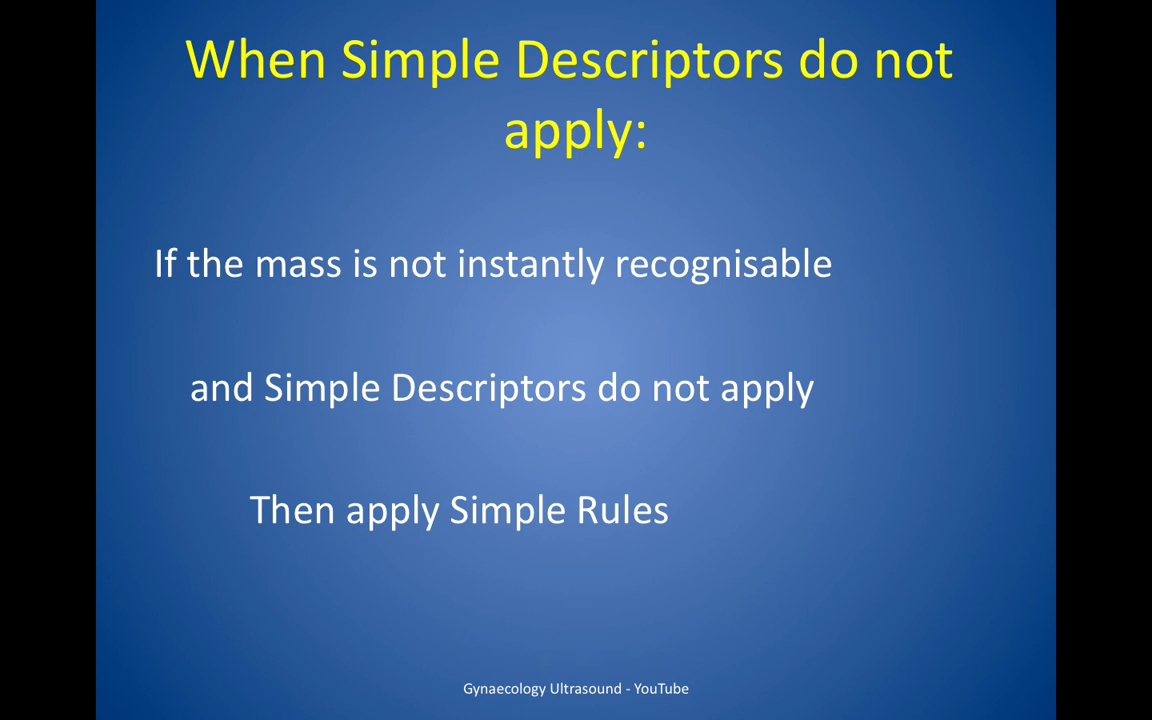 When Simple Descriptors do not
apply:
If the mass is not instantly recognisable
and Simple Descriptors do not apply
Then apply Simple Rules
Gynaecology Ultrasound - YouTube